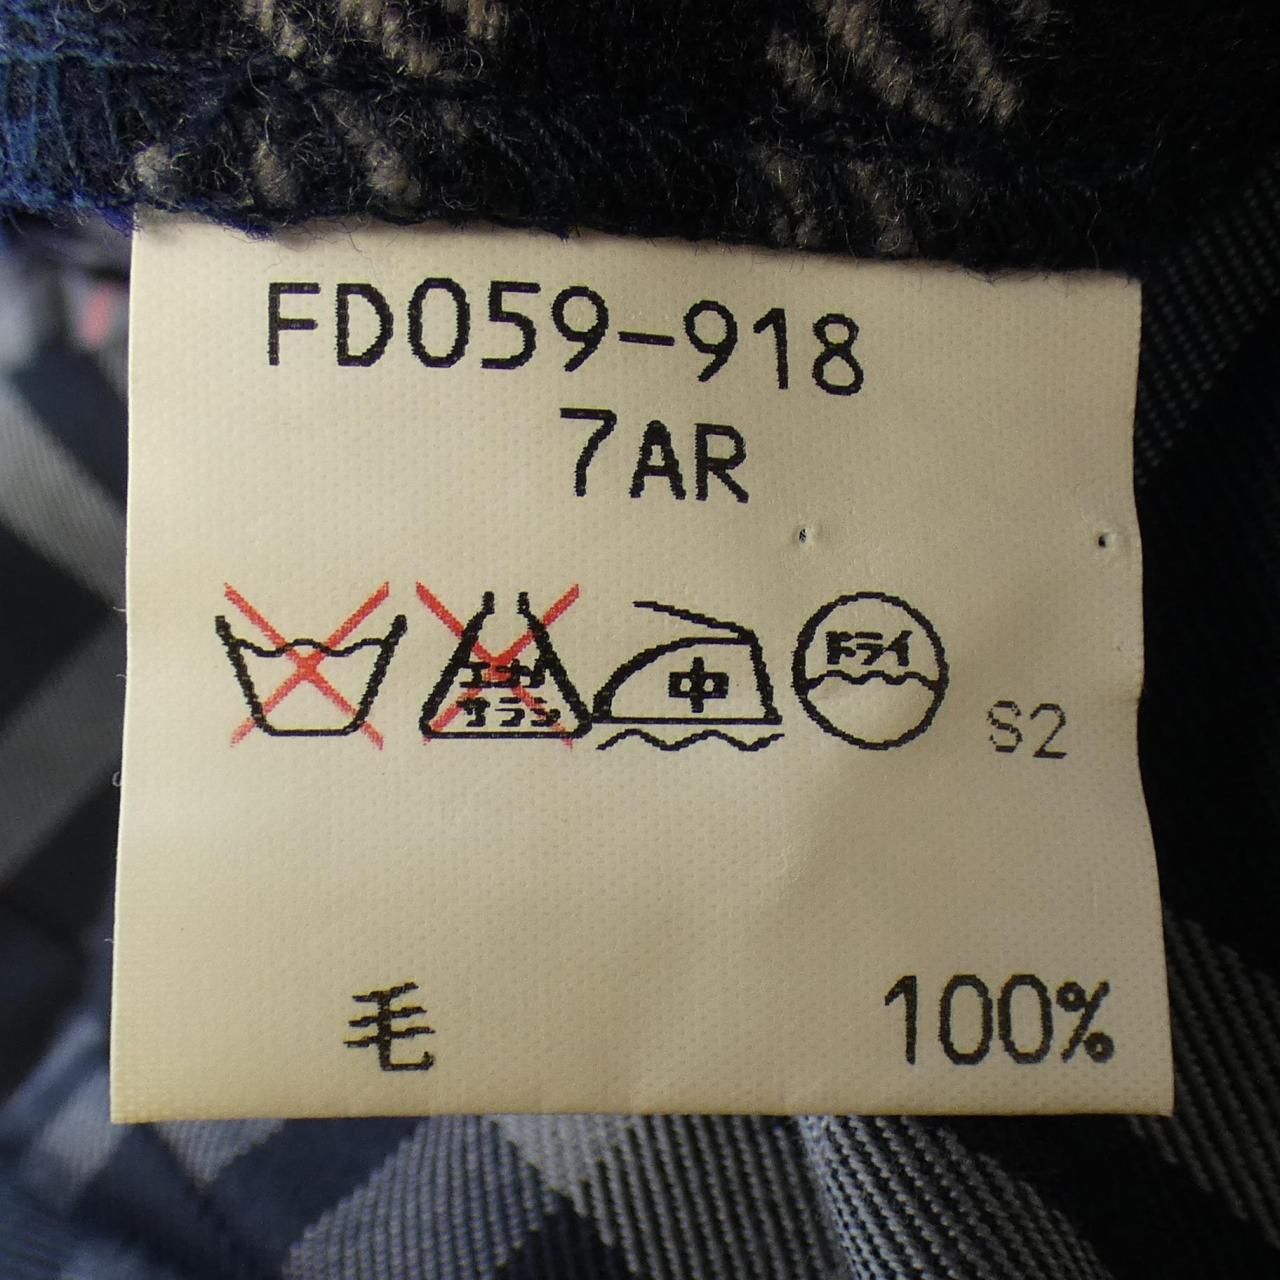 FD059-918
7AR
エンソ
サラシ
中
ドライ
S2
毛 100%